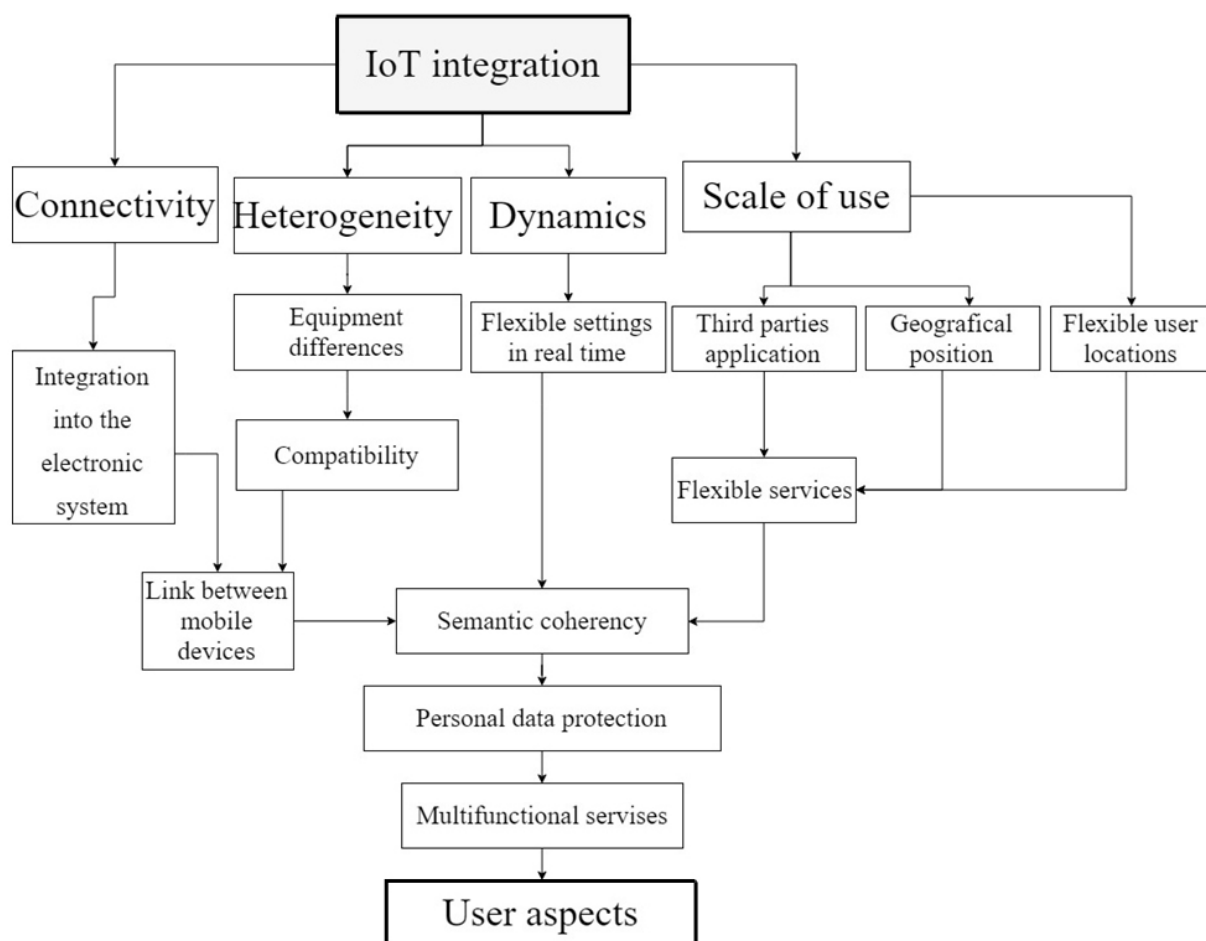 IoT integration
Connectivity
Heterogeneity
Dynamics
Scale of use
Equipment
differences
Flexible settings
in real time
Third parties
application
Geografical
position
Flexible user
locations
Integration
into the
electronic
system
Compatibility
Flexible services
Link between
mobile
devices
Semantic coherency
Personal data protection
Multifunctional servises
User aspects